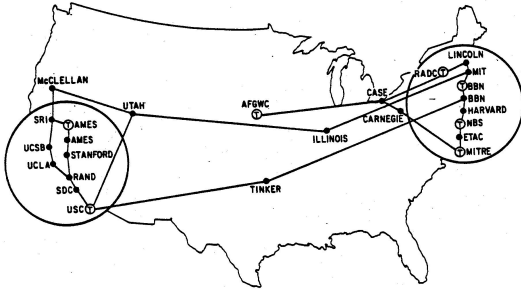 McCLELLAN
SRI
T AMES
AMES
UCSB
STANFORD
UCLA
RAND
SDC
USC T
UTAH
AFGWC
T
ILLINOIS
TINKER
CASE
CARNEGIE
LINCOLN
RADC T
MIT
T BBN
BBN
HARVARD
T NBS
ETAC
T MITRE